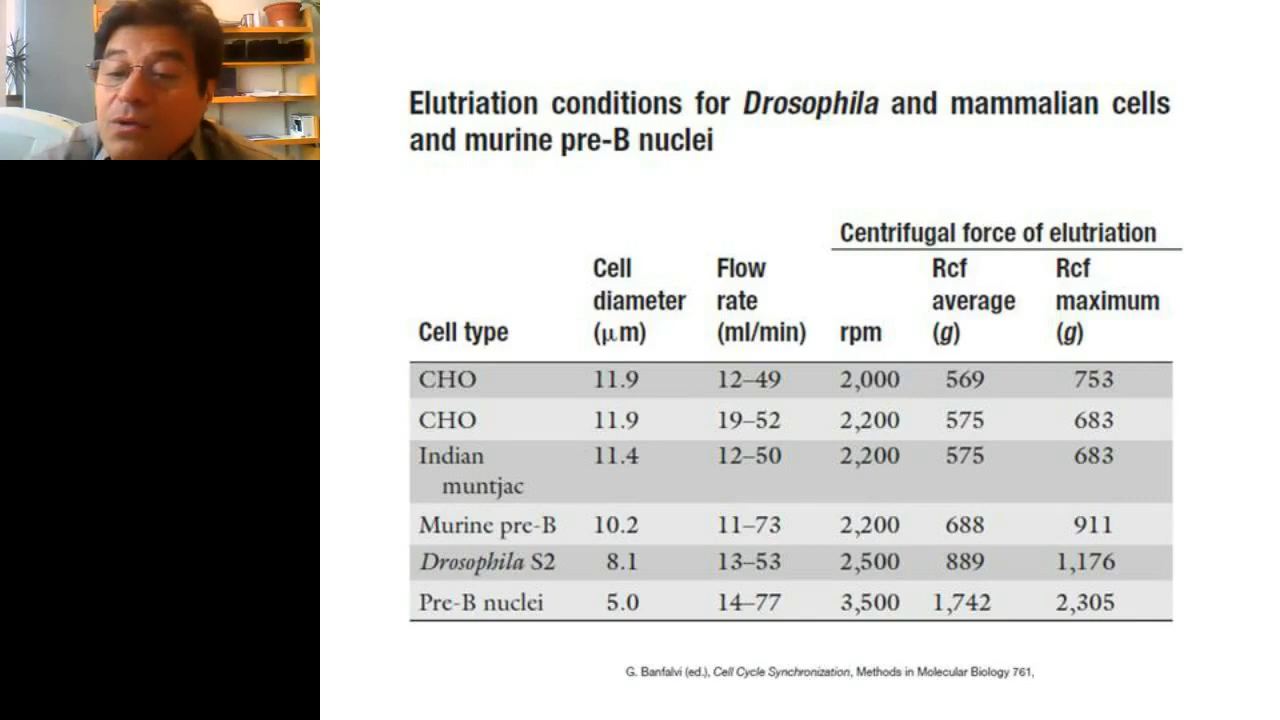 Elutriation conditions for Drosophila and mammalian cells
and murine pre-B nuclei
Centrifugal force of elutriation
Cell Flow Rcf Rcf
diameter rate average maximum
Cell type (μm) (ml/min) rpm (g) (g)
CHO 11.9 12–49 2,000 569 753
CHO 11.9 19–52 2,200 575 683
Indian 11.4 12–50 2,200 575 683
muntjac
Murine pre-B 10.2 11–73 2,200 688 911
Drosophila S2 8.1 13–53 2,500 889 1,176
Pre-B nuclei 5.0 14–77 3,500 1,742 2,305
G. Banfalvi (ed.), Cell Cycle Synchronization, Methods in Molecular Biology 761,